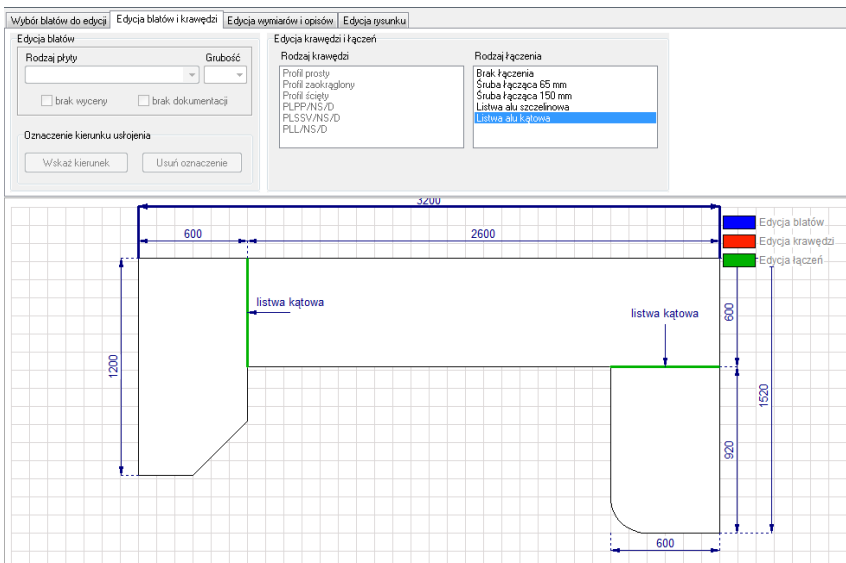 Wybór blatów do edycji Edycja blatów i krawędzi Edycja wymiarów i opisów Edycja rysunku
Edycja blatów
Rodzaj płyty Grubość
brak wyceny brak dokumentacji
Oznaczenie kierunku usłojenia
Wskaż kierunek Usuń oznaczenie
Edycja krawędzi i łączeń
Rodzaj krawędzi
Profil prosty
Profil zaokrąglony
Profil ścięty
PLPP/NS/D
PLSSV/NS/D
PLL/NS/D
Rodzaj łączenia
Brak łączenia
Śruba łącząca 65 mm
Śruba łącząca 150 mm
Listwa alu szczelinowa
Listwa alu kątowa
3200
600 2600
Edycja blatów
Edycja krawędzi
Edycja łączeń
listwa kątowa
listwa kątowa
600
1200
1520
920
600